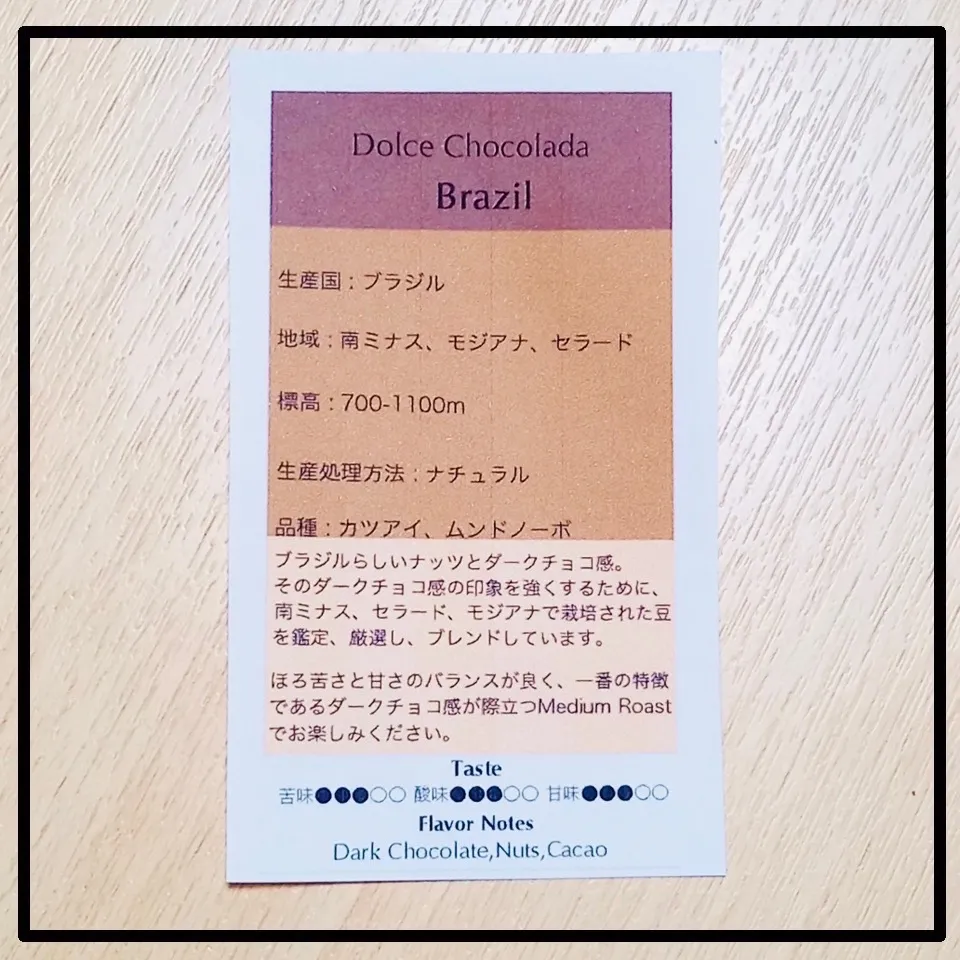 Dolce Chocolada
Brazil
生産国：ブラジル
地域：南ミナス、モジアナ、セラード
標高：700-1100m
生産処理方法：ナチュラル
品種：カツアイ、ムンドノーボ
ブラジルらしいナッツとダークチョコ感。
そのダークチョコ感の印象を強くするために、
南ミナス、セラード、モジアナで栽培された豆
を鑑定、厳選し、ブレンドしています。
ほろ苦さと甘さのバランスが良く、一番の特徴
であるダークチョコ感が際立つMedium Roast
でお楽しみください。
Taste
苦味●●●○○ 酸味●●●○○ 甘味●●●○○
Flavor Notes
Dark Chocolate,Nuts,Cacao